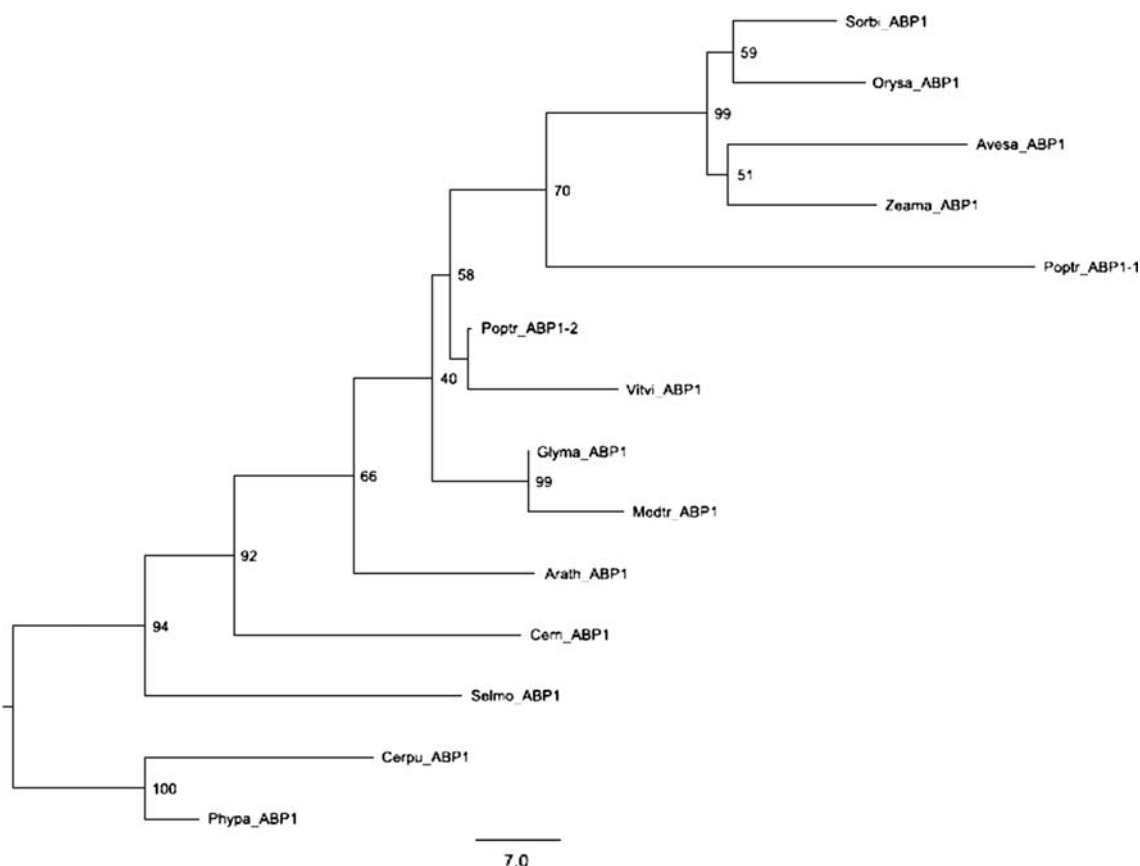 Sorbi_ABP1
59
Orysa_ABP1
99
Avesa_ABP1
51
Zeama_ABP1
70
Poptr_ABP1-1
58
Poptr_ABP1-2
40
Vitvi_ABP1
Glyma_ABP1
99
66
Medtr_ABP1
92
Arath_ABP1
94
Cerri_ABP1
Selmo_ABP1
Cerpu_ABP1
100
Phypa_ABP1
7.0